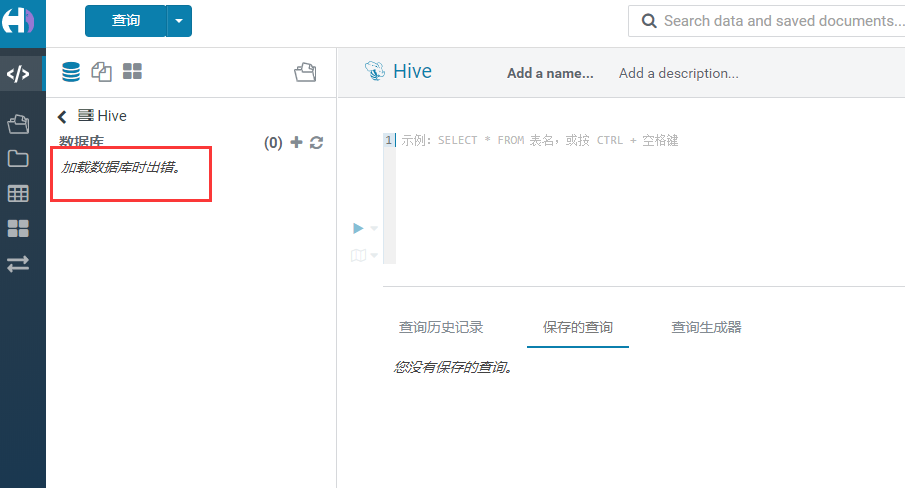 查询
Search data and saved documents...
Hive
Add a name...
Add a description...
Hive
数据库
(0)
加载数据库时出错。
1
示例：SELECT * FROM 表名，或按 CTRL + 空格键
查询历史记录
保存的查询
查询生成器
您没有保存的查询。